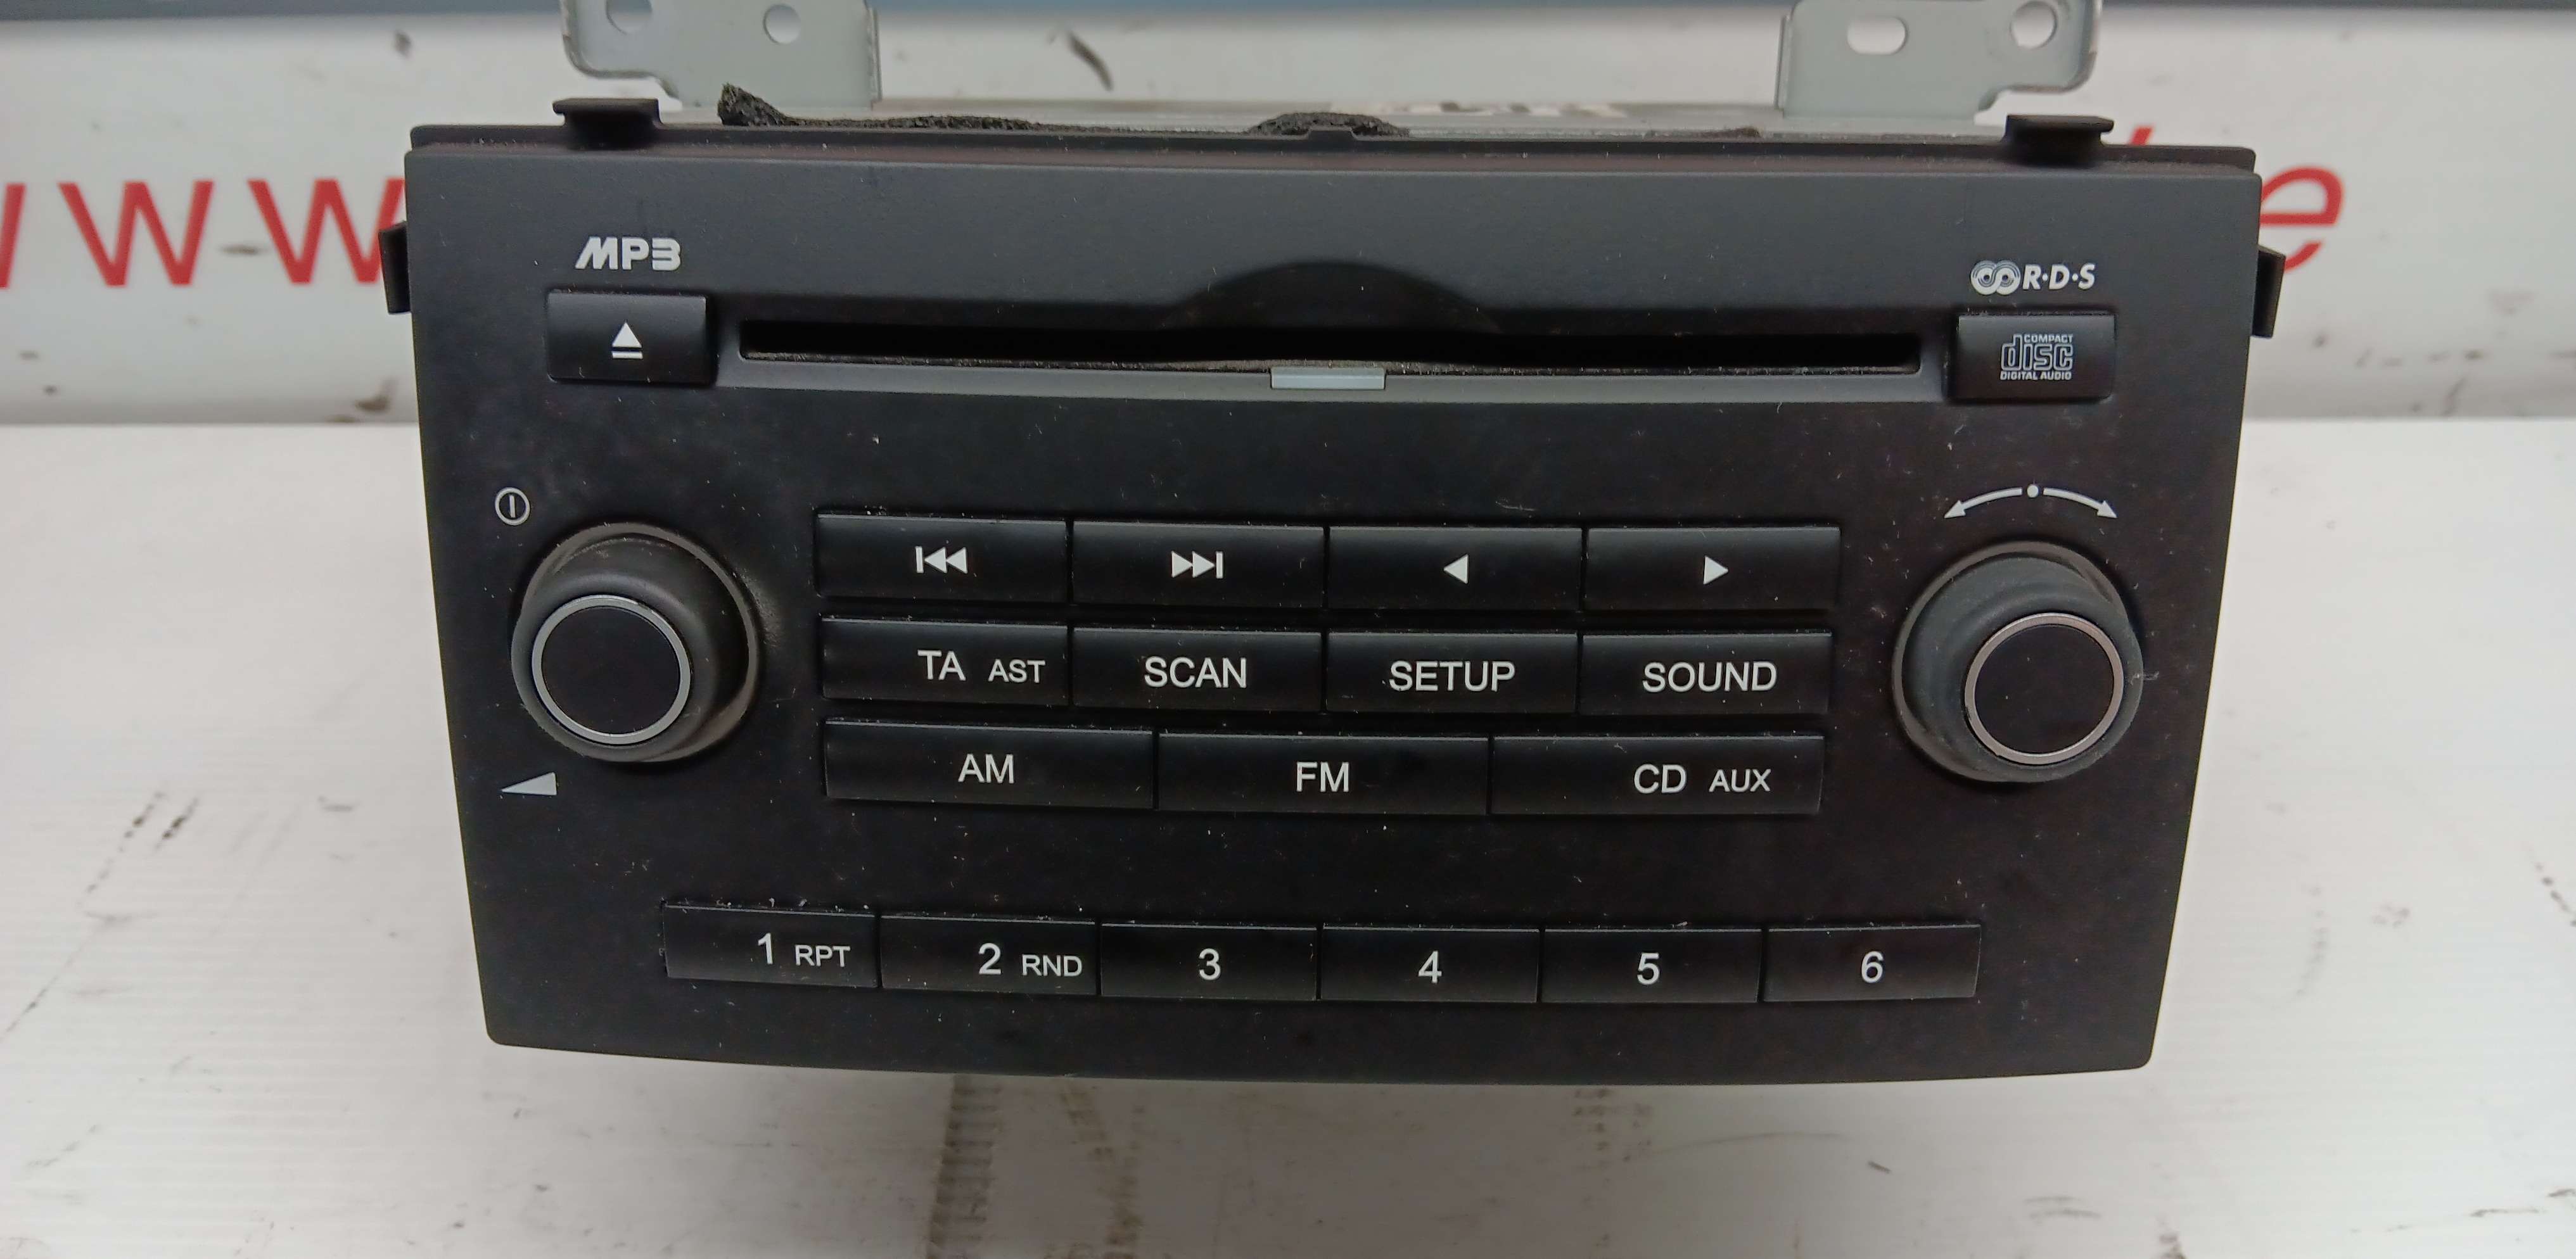 www e
MP3
R·D·S
COMPACT
disc
DIGITAL AUDIO
TA AST SCAN SETUP SOUND
AM FM CD AUX
1 RPT 2 RND 3 4 5 6